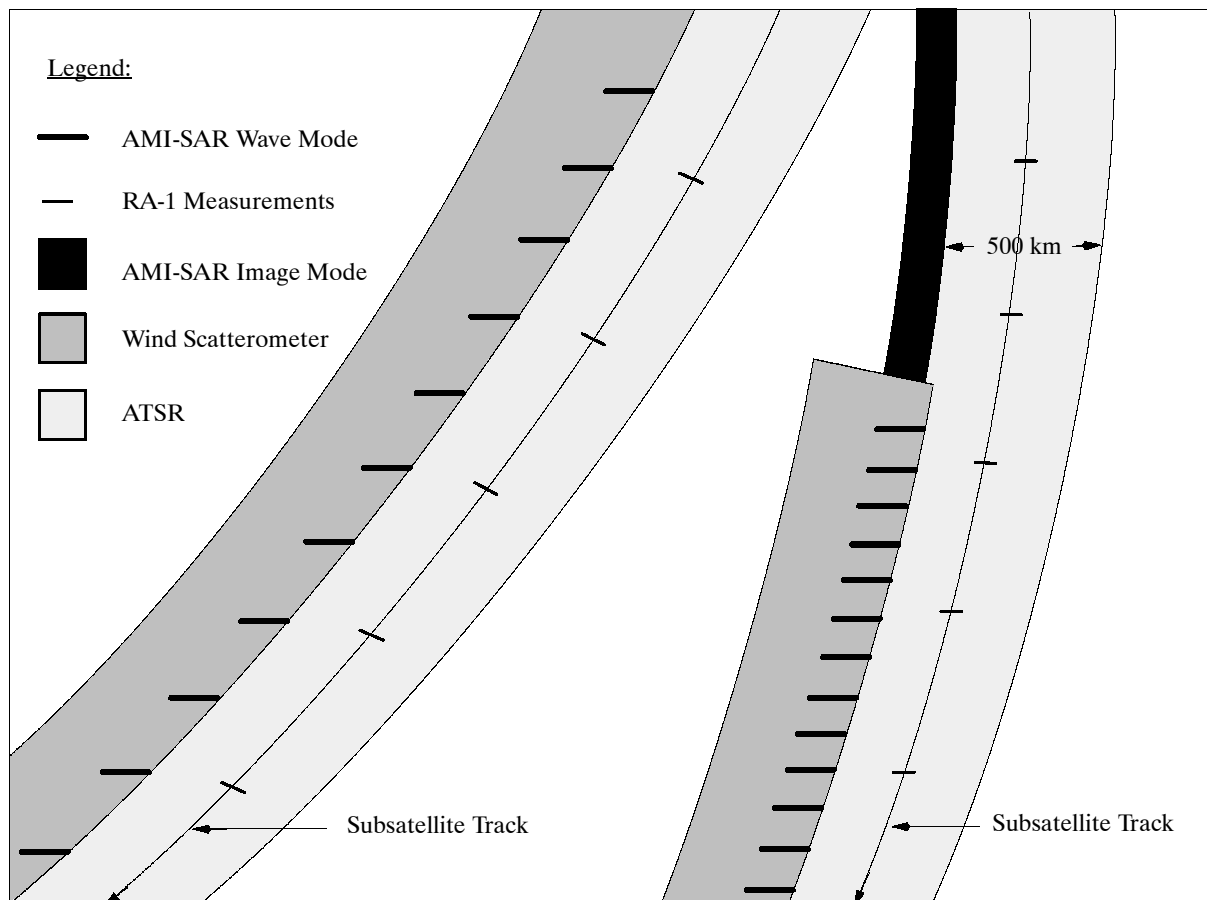 Legend:
AMI-SAR Wave Mode
RA-1 Measurements
AMI-SAR Image Mode
Wind Scatterometer
ATSR
500 km
Subsatellite Track
Subsatellite Track